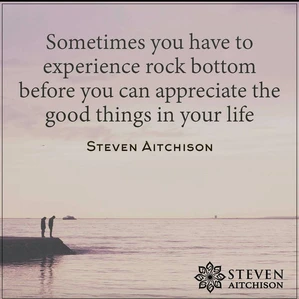 Sometimes you have to
experience rock bottom
before you can appreciate the
good things in your life
STEVEN AITCHISON
STEVEN
AITCHISON